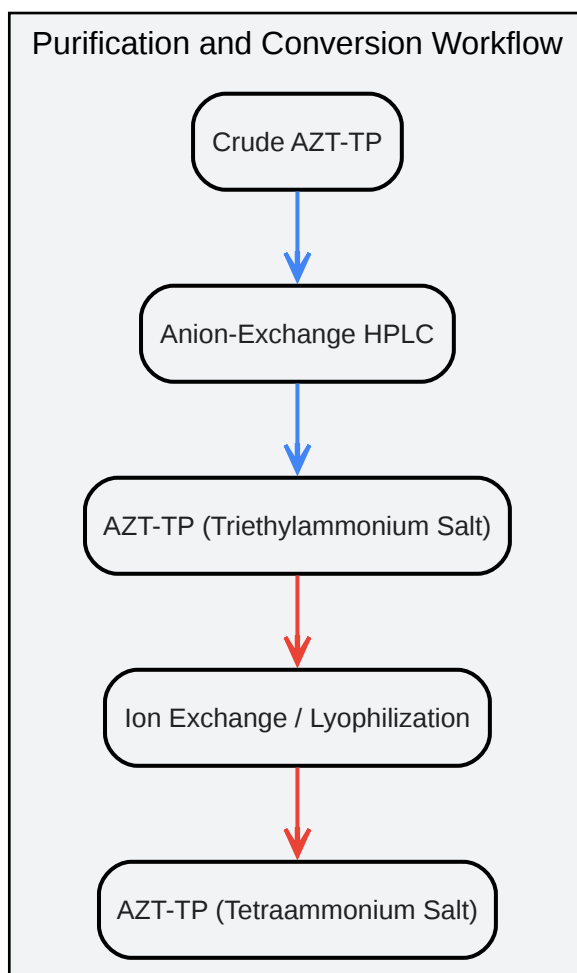 Purification and Conversion Workflow
Crude AZT-TP
Anion-Exchange HPLC
AZT-TP (Triethylammonium Salt)
Ion Exchange / Lyophilization
AZT-TP (Tetraammonium Salt)